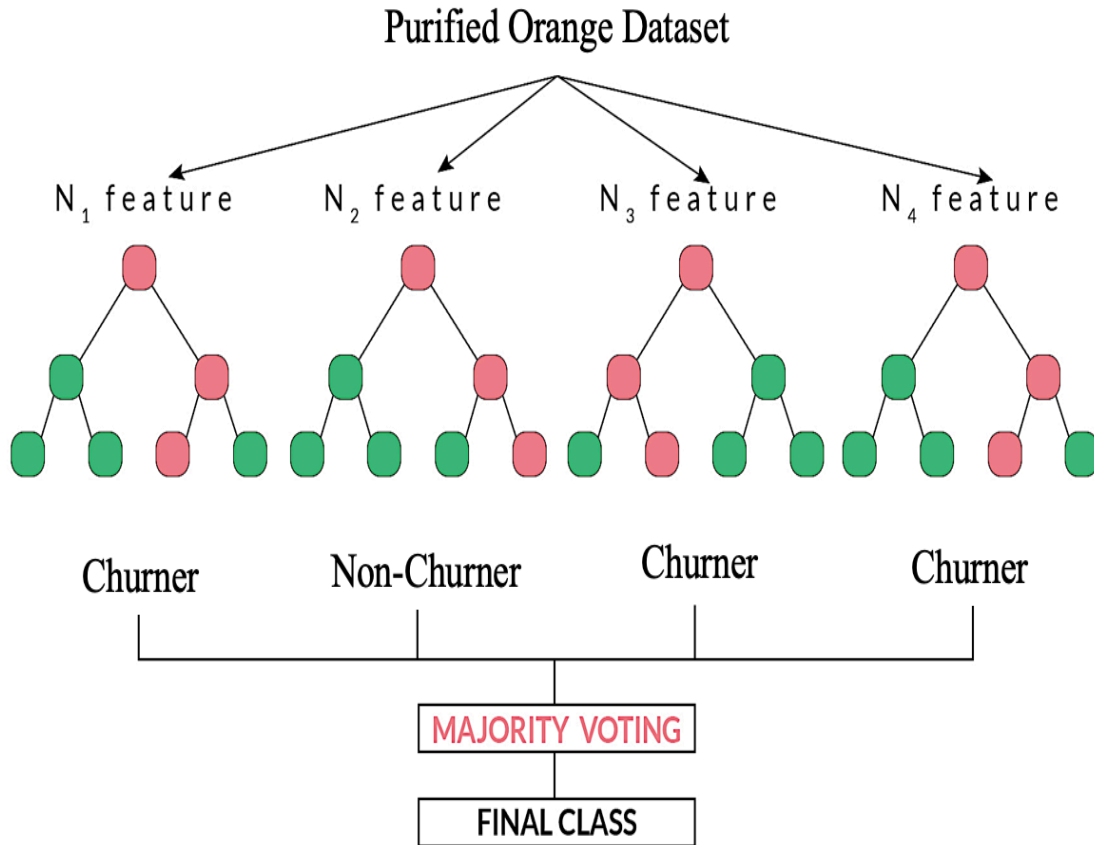 Purified Orange Dataset
N₁ feature
N₂ feature
N₃ feature
N₄ feature
Churner
Non-Churner
Churner
Churner
MAJORITY VOTING
FINAL CLASS